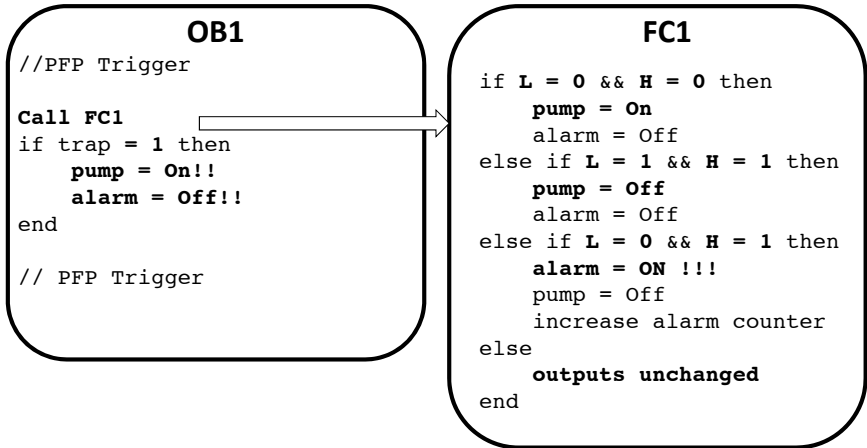 OB1
//PFP Trigger
Call FC1
if trap = 1 then
pump = On!!
alarm = Off!!
end
// PFP Trigger
FC1
if L = 0 && H = 0 then
pump = On
alarm = Off
else if L = 1 && H = 1 then
pump = Off
alarm = Off
else if L = 0 && H = 1 then
alarm = ON !!!
pump = Off
increase alarm counter
else
outputs unchanged
end